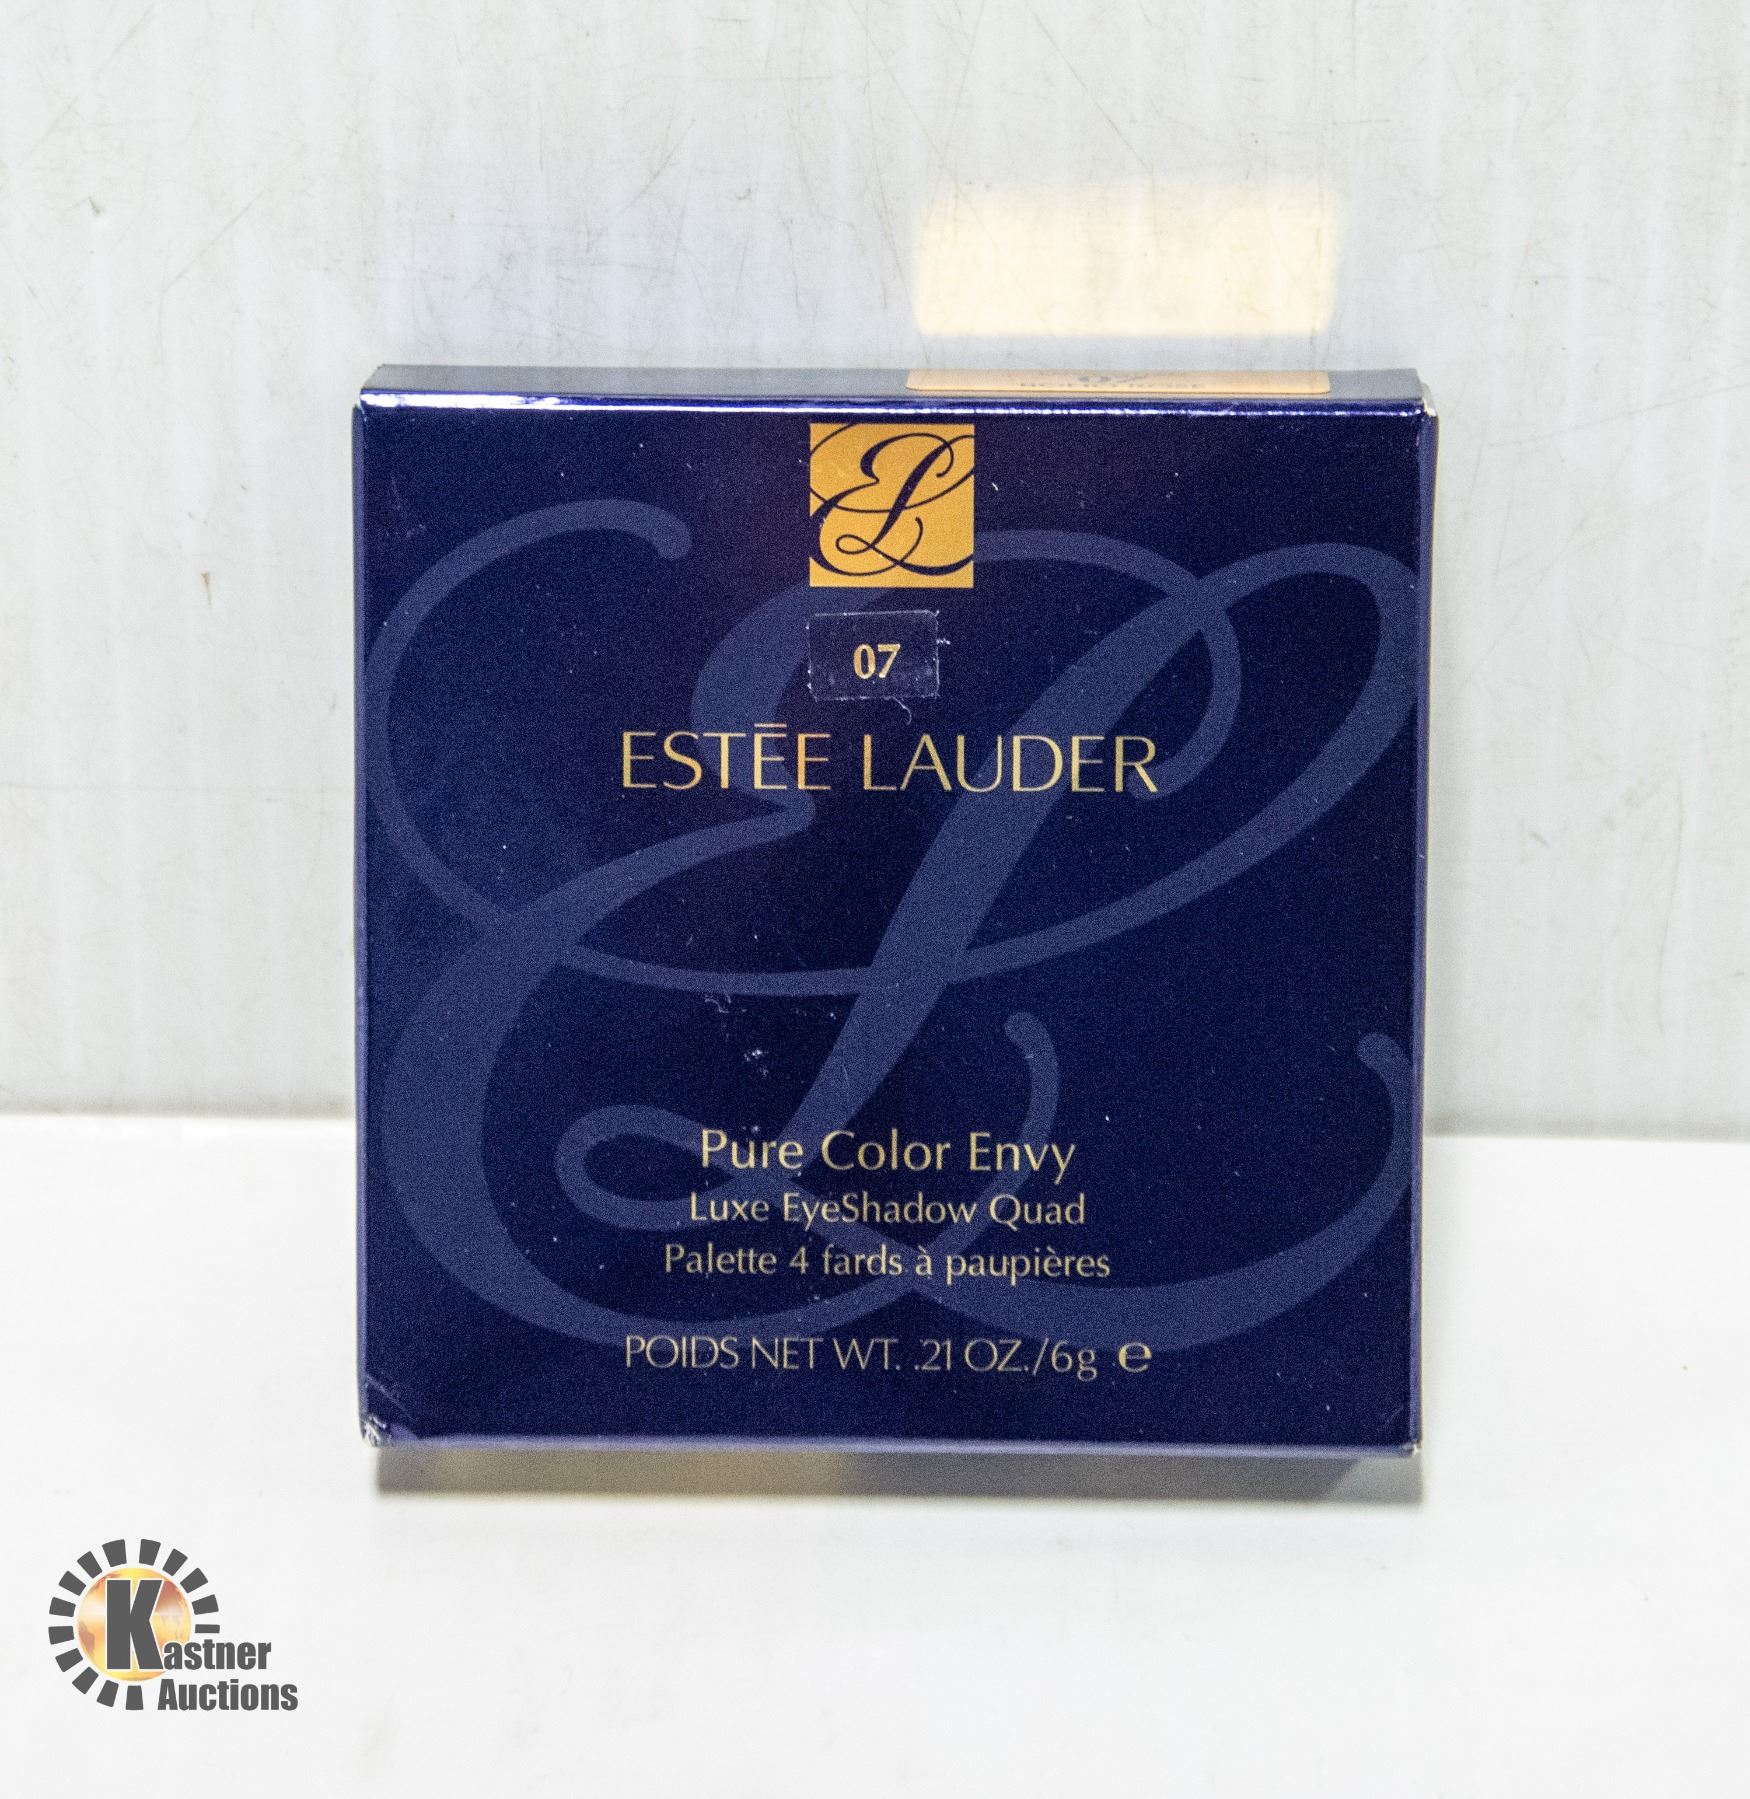 07
ESTĒE LAUDER
Pure Color Envy
Luxe EyeShadow Quad
Palette 4 fards à paupières
POIDS NET WT. .21 OZ./6g ℮
Kastner
Auctions